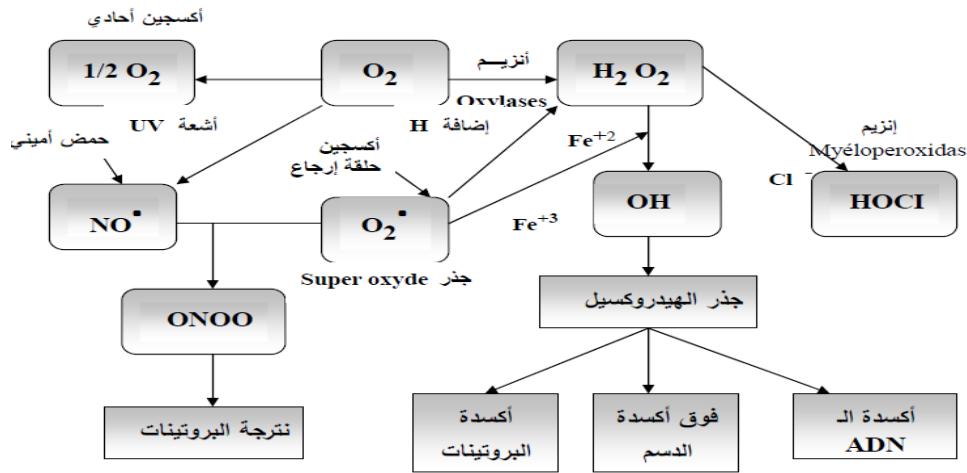 أكسجين أحادي
1/2 O₂
O₂
أنزيـــم
H₂ O₂
Oxylases
أشعة UV
إضافة H
حمض أميني
أكسجين
حلقة إرجاع
Fe⁺²
إنزيم
Myéloperoxidas
Cl ⁻
NO▪
O₂▪
Fe⁺³
OH
HOCI
جذر Super oxyde
ONOO
جذر الهيدروكسيل
نترجة البروتينات
أكسدة
البروتينات
فوق أكسدة
الدسم
أكسدة الـ
ADN